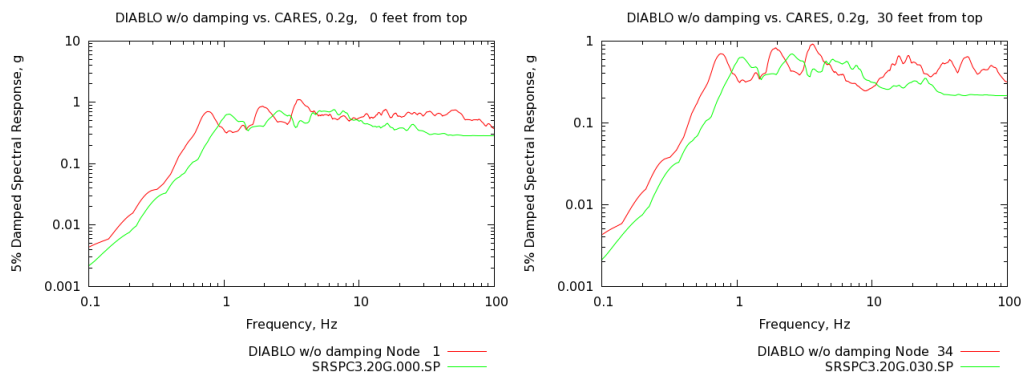 DIABLO w/o damping vs. CARES, 0.2g,   0 feet from top
10
1
0.1
0.01
0.001
5% Damped Spectral Response, g
0.1
1
10
100
Frequency, Hz
DIABLO w/o damping Node   1
SRSPC3.20G.000.SP
DIABLO w/o damping vs. CARES, 0.2g,  30 feet from top
1
0.1
0.01
0.001
5% Damped Spectral Response, g
0.1
1
10
100
Frequency, Hz
DIABLO w/o damping Node  34
SRSPC3.20G.030.SP